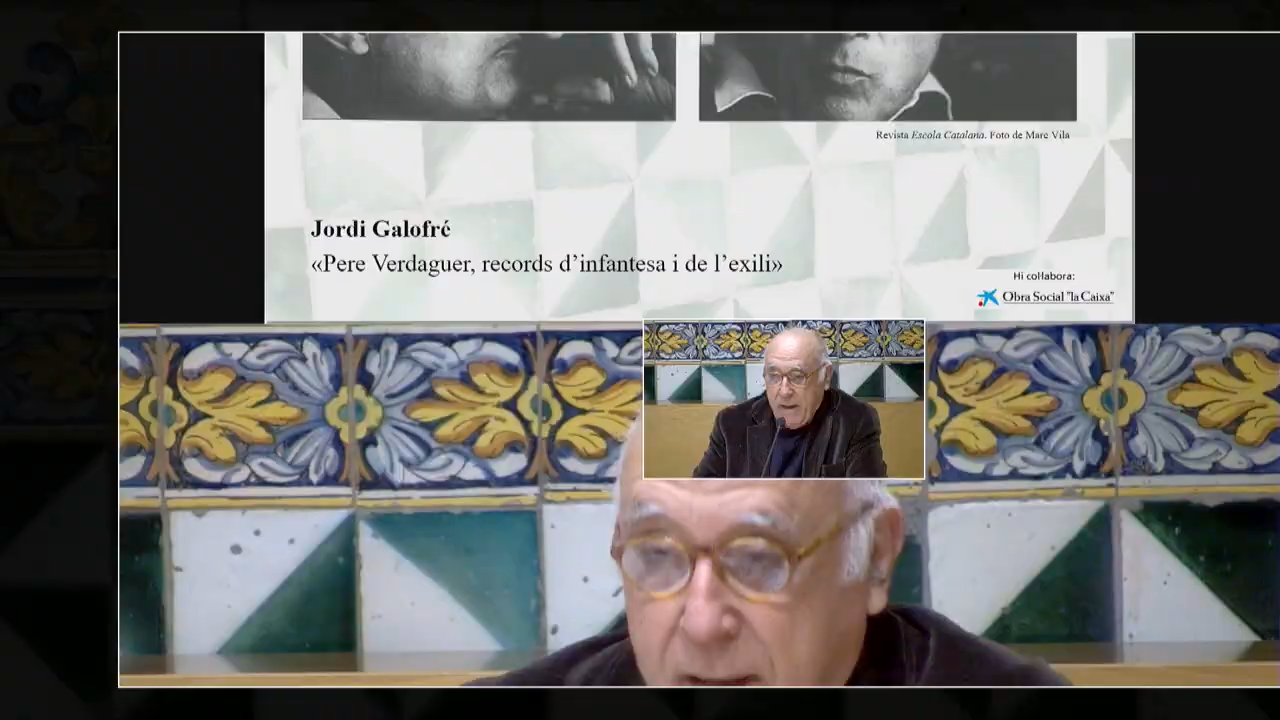 Revista Escola Catalana. Foto de Marc Vila
Jordi Galofré
«Pere Verdaguer, records d’infantesa i de l’exili»
Hi col·labora:
Obra Social "la Caixa"